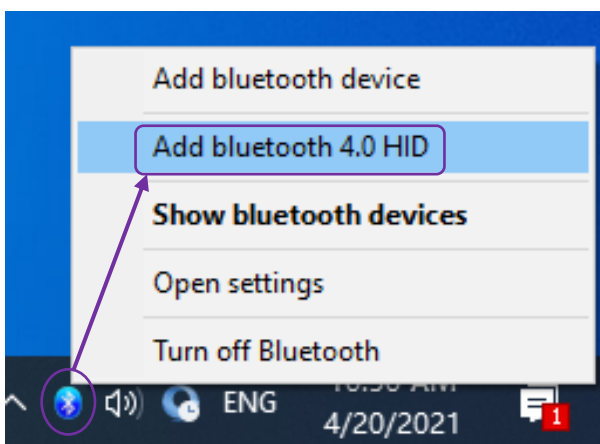 Add bluetooth device
Add bluetooth 4.0 HID
Show bluetooth devices
Open settings
Turn off Bluetooth
ENG
4/20/2021
1